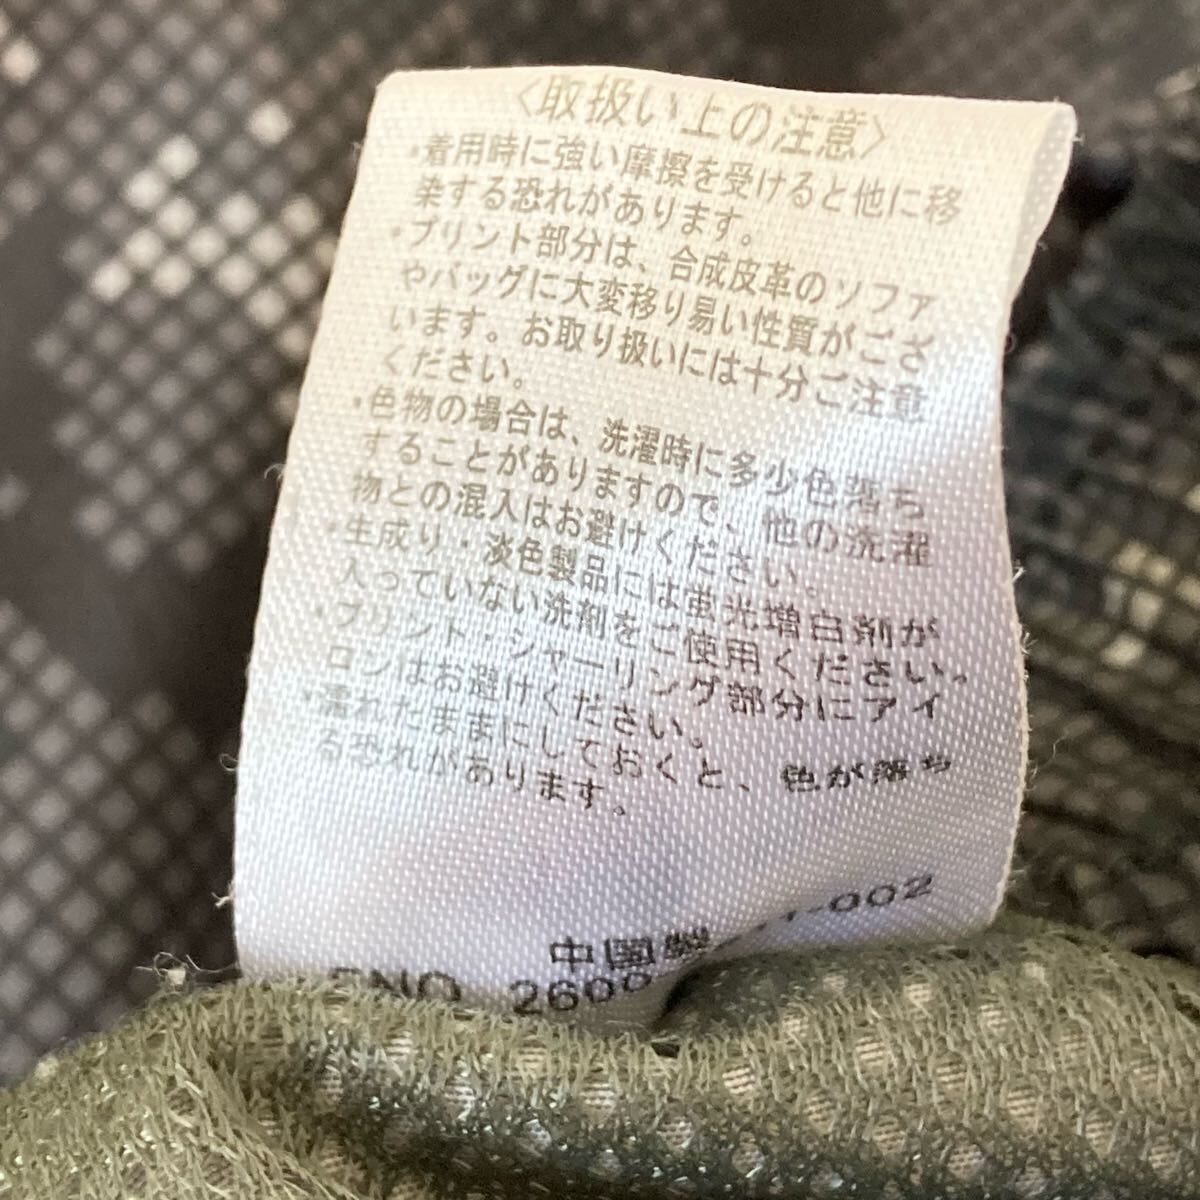 〈取扱い上の注意〉
・着用時に強い摩擦を受けると他に移
染する恐れがあります。
・プリント部分は、合成皮革のソファ
やバッグに大変移り易い性質がござ
います。お取り扱いには十分ご注意
ください。
・色物の場合は、洗濯時に多少色落ち
することがありますので、他の洗濯
物との混入はお避けください。
・生成り・淡色製品には蛍光増白剤が
入っていない洗剤をご使用ください。
・プリント・シャーリング部分にアイ
ロンはお避けください。
・濡れたままにしておくと、色が落ち
る恐れがあります。
中国製 -002
NO. 2600